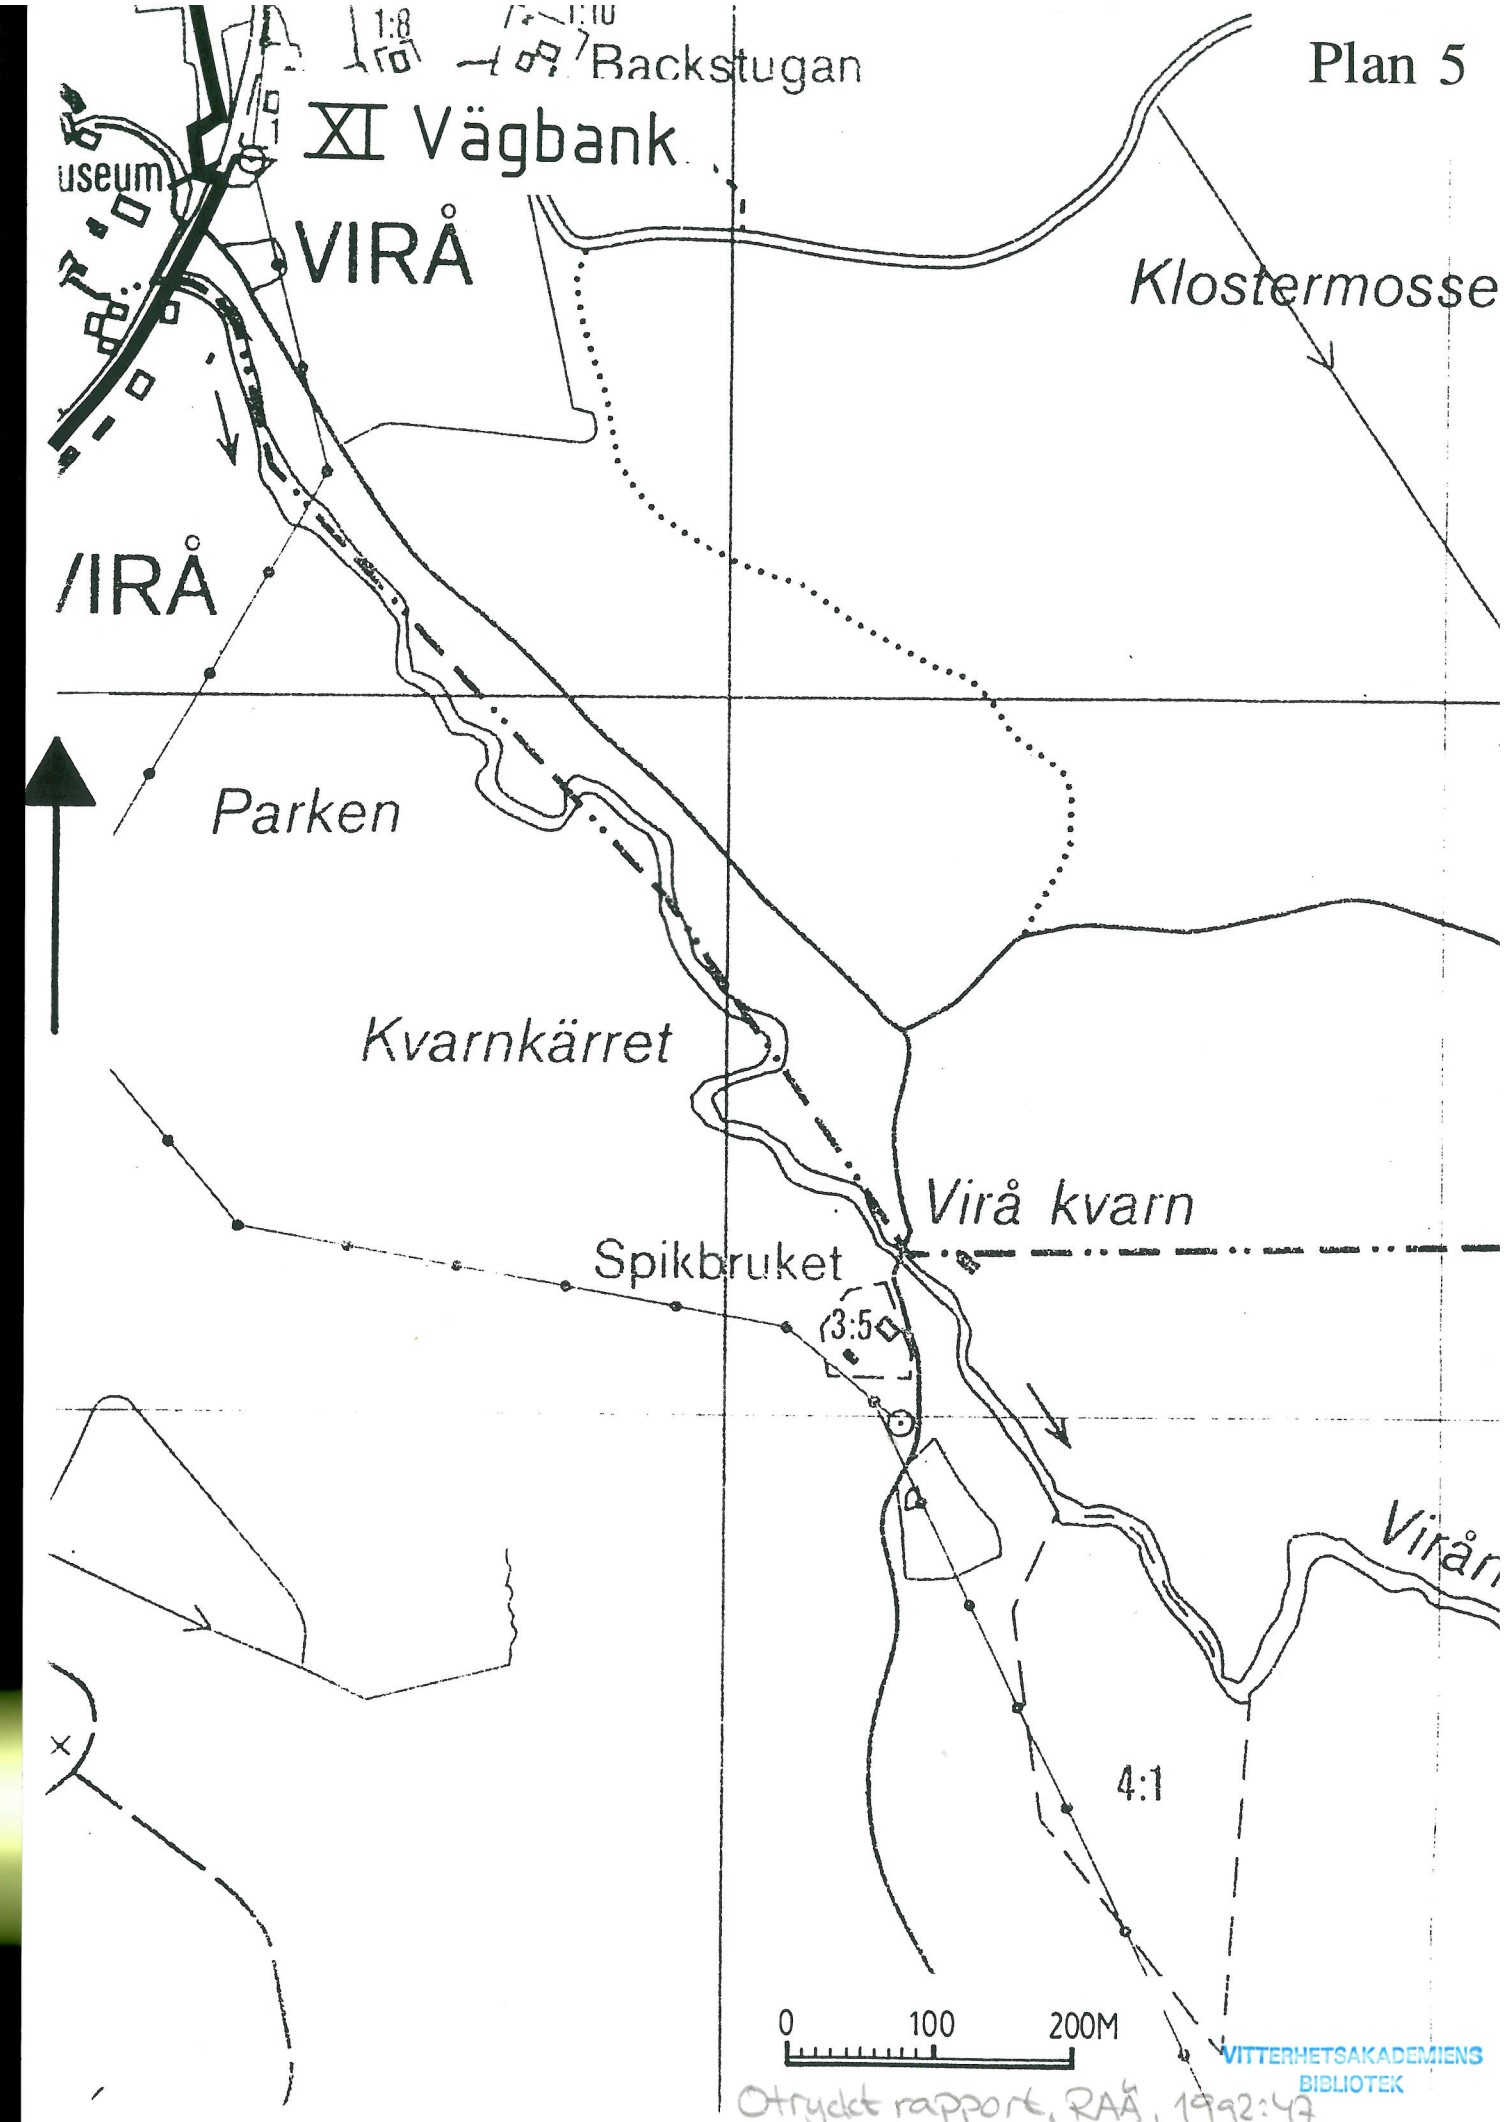 1:8
1:10
Backstugan
Plan 5
XI Vägbank
useum
VIRÅ
Klostermosse
VIRÅ
Parken
Kvarnkärret
Virå kvarn
Spikbruket
3:5
Virån
4:1
0 100 200M
VITTERHETSAKADEMIENS
BIBLIOTEK
Otryckt rapport, RAÄ, 1992:47